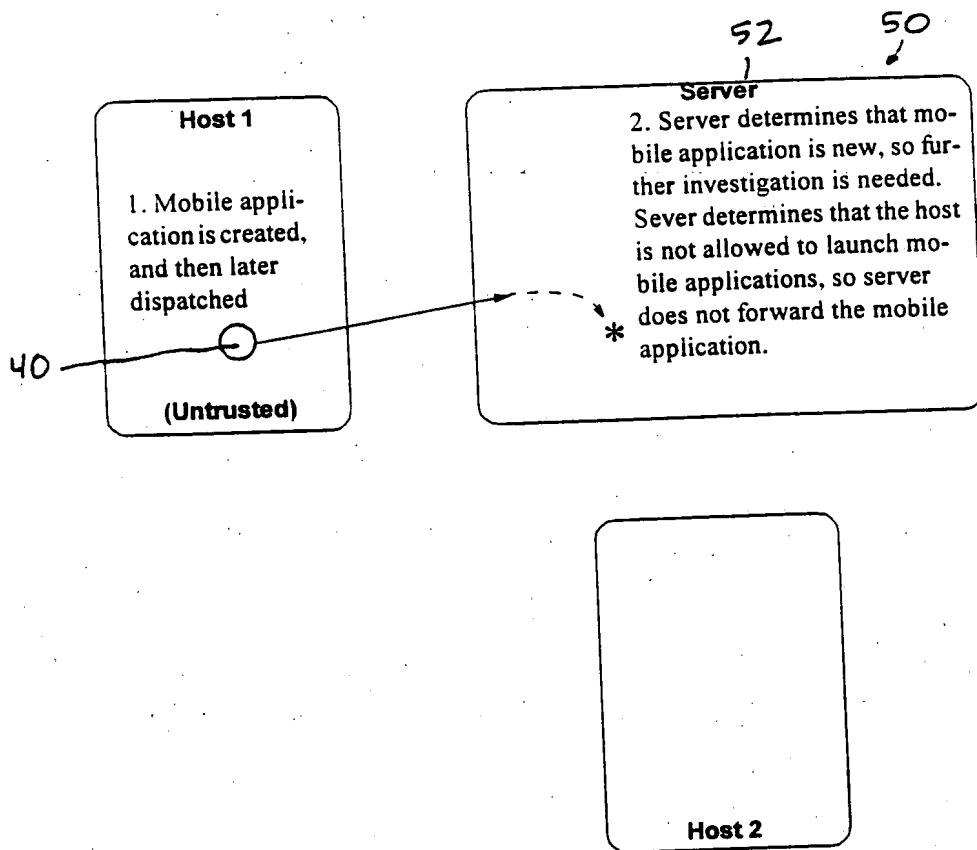 52
50
Host 1
1. Mobile appli-
cation is created,
and then later
dispatched
40
(Untrusted)
Server
2. Server determines that mo-
bile application is new, so fur-
ther investigation is needed.
Sever determines that the host
is not allowed to launch mo-
bile applications, so server
does not forward the mobile
application.
*
Host 2